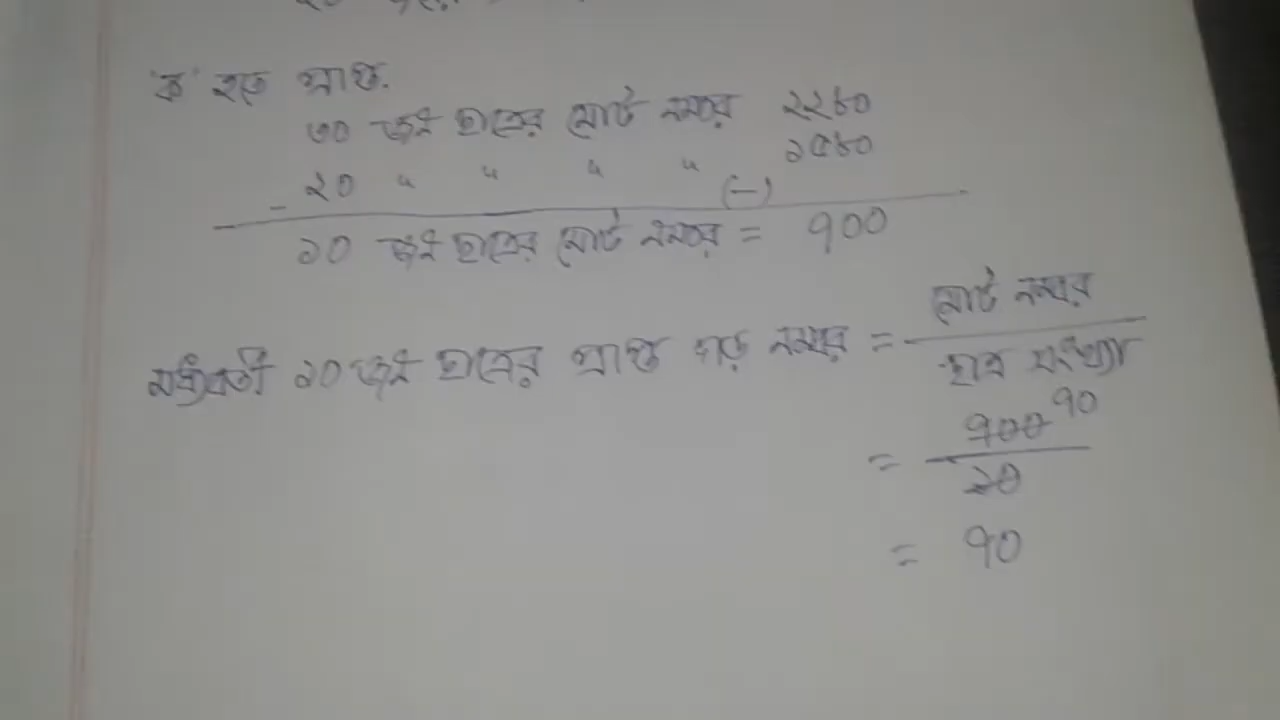 'ক' হতে প্রাপ্ত.
৩০ জন ছাত্রের মোট নম্বর ২২৮০
- ২০ " " " " (-) ১৫৮০
১০ জন ছাত্রের মোট নম্বর = ৭০০
মধ্যবর্তী ১০ জন ছাত্রের প্রাপ্ত গড় নম্বর = মোট নম্বর
ছাত্র সংখ্যা
= ৭০০ ৭০
১০
= ৭০